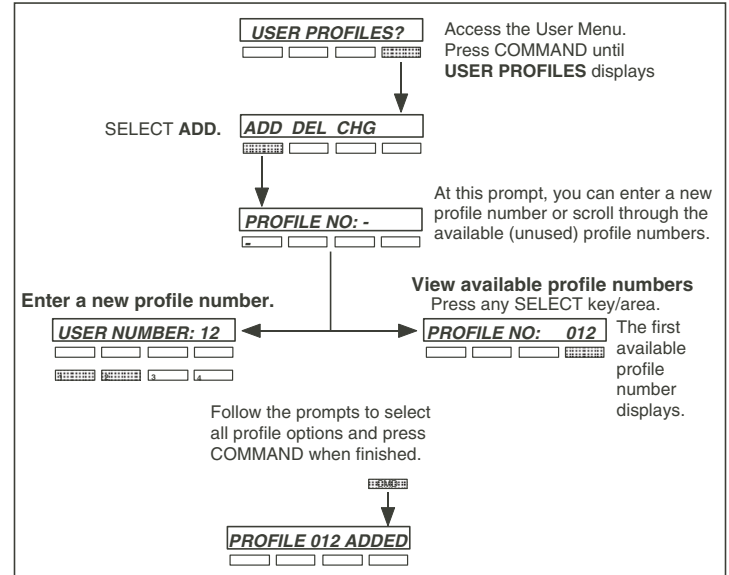 USER PROFILES?
Access the User Menu.
Press COMMAND until
USER PROFILES displays
SELECT ADD.
ADD DEL CHG
PROFILE NO: -
-
At this prompt, you can enter a new
profile number or scroll through the
available (unused) profile numbers.
Enter a new profile number.
USER NUMBER: 12
1 2 3 4
View available profile numbers
Press any SELECT key/area.
PROFILE NO: 012
The first
available
profile
number
displays.
Follow the prompts to select
all profile options and press
COMMAND when finished.
CMD
PROFILE 012 ADDED